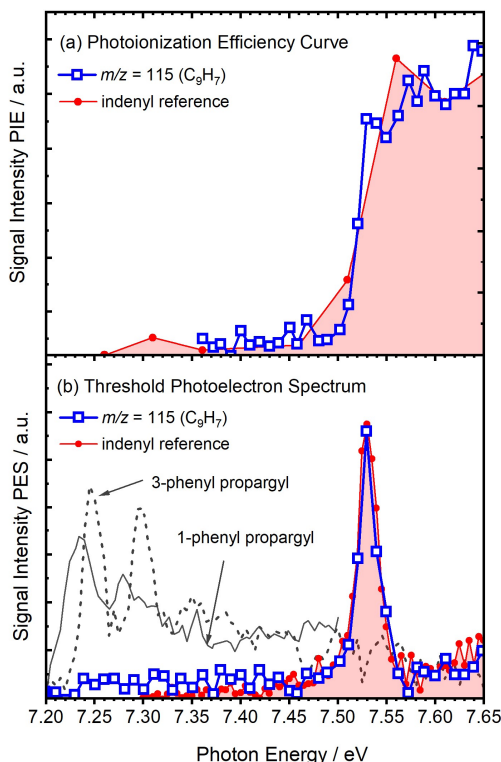 (a) Photoionization Efficiency Curve
m/z = 115 (C₉H₇)
indenyl reference
Signal Intensity PIE / a.u.
(b) Threshold Photoelectron Spectrum
m/z = 115 (C₉H₇)
indenyl reference
3-phenyl propargyl
1-phenyl propargyl
Signal Intensity PES / a.u.
7.20 7.25 7.30 7.35 7.40 7.45 7.50 7.55 7.60 7.65
Photon Energy / eV